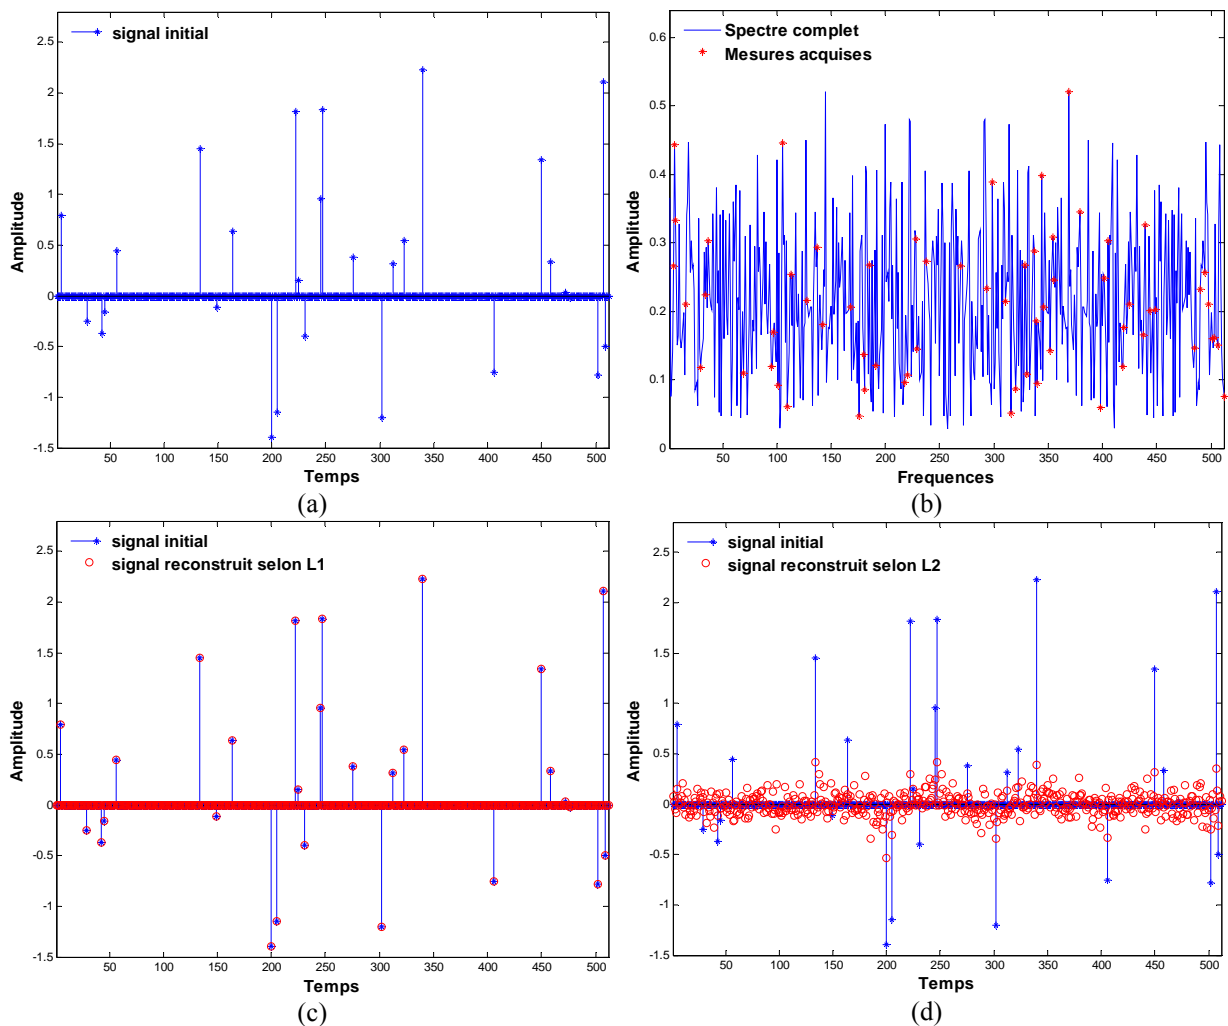 signal initial
2.5
2
1.5
1
0.5
0
-0.5
-1
-1.5
Amplitude
50 100 150 200 250 300 350 400 450 500
Temps
(a)
Spectre complet
Mesures acquises
0.6
0.5
0.4
0.3
0.2
0.1
0
Amplitude
50 100 150 200 250 300 350 400 450 500
Frequences
(b)
signal initial
signal reconstruit selon L1
2.5
2
1.5
1
0.5
0
-0.5
-1
-1.5
Amplitude
50 100 150 200 250 300 350 400 450 500
Temps
(c)
signal initial
signal reconstruit selon L2
2.5
2
1.5
1
0.5
0
-0.5
-1
-1.5
Amplitude
50 100 150 200 250 300 350 400 450 500
Temps
(d)